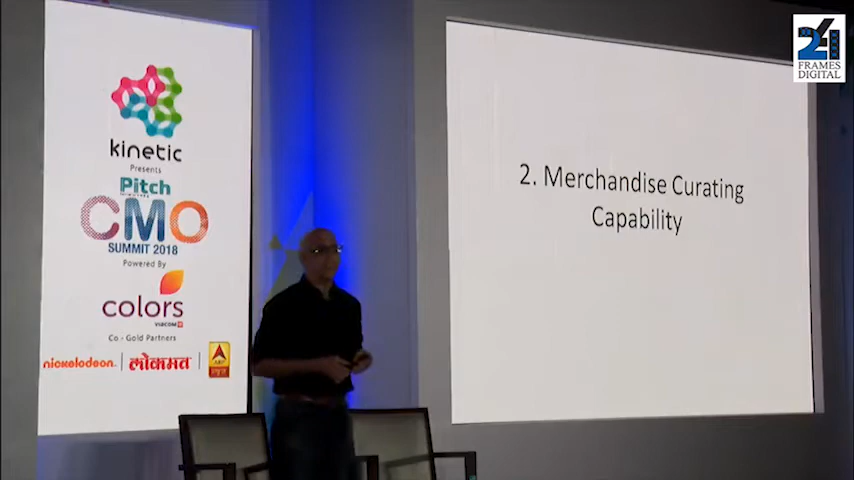 kinetic
Presents
Pitch
CMO
SUMMIT 2018
Powered By
colors
VIACOM18
Co - Gold Partners
nickelodeon
लोकमत
2. Merchandise Curating
Capability
24
FRAMES
DIGITAL